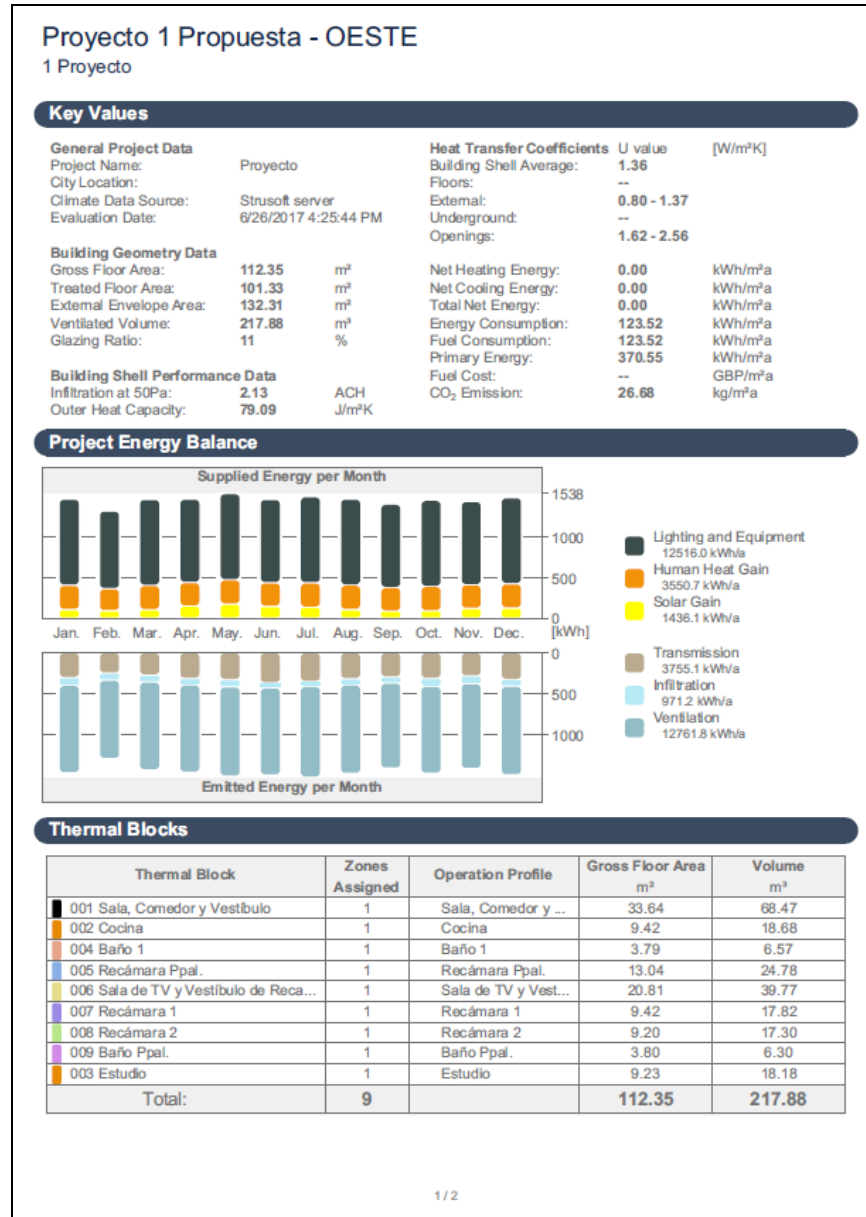 Proyecto 1 Propuesta - OESTE
1 Proyecto
Key Values
General Project Data
Project Name: Proyecto
City Location:
Climate Data Source: Strusoft server
Evaluation Date: 6/26/2017 4:25:44 PM
Building Geometry Data
Gross Floor Area: 112.35 m²
Treated Floor Area: 101.33 m²
External Envelope Area: 132.31 m²
Ventilated Volume: 217.88 m³
Glazing Ratio: 11 %
Building Shell Performance Data
Infiltration at 50Pa: 2.13 ACH
Outer Heat Capacity: 79.09 J/m²K
Heat Transfer Coefficients U value [W/m²K]
Building Shell Average: 1.36
Floors: --
External: 0.80 - 1.37
Underground: --
Openings: 1.62 - 2.56
Net Heating Energy: 0.00 kWh/m²a
Net Cooling Energy: 0.00 kWh/m²a
Total Net Energy: 0.00 kWh/m²a
Energy Consumption: 123.52 kWh/m²a
Fuel Consumption: 123.52 kWh/m²a
Primary Energy: 370.55 kWh/m²a
Fuel Cost: -- GBP/m²a
CO₂ Emission: 26.68 kg/m²a
Project Energy Balance
Supplied Energy per Month
1538
1000
500
0
Jan. Feb. Mar. Apr. May. Jun. Jul. Aug. Sep. Oct. Nov. Dec. [kWh]
0
500
1000
Emitted Energy per Month
Lighting and Equipment
12516.0 kWh/a
Human Heat Gain
3550.7 kWh/a
Solar Gain
1436.1 kWh/a
Transmission
3755.1 kWh/a
Infiltration
971.2 kWh/a
Ventilation
12761.8 kWh/a
Thermal Blocks
Thermal Block Zones Assigned Operation Profile Gross Floor Area m² Volume m³
001 Sala, Comedor y Vestíbulo 1 Sala, Comedor y ... 33.64 68.47
002 Cocina 1 Cocina 9.42 18.68
004 Baño 1 1 Baño 1 3.79 6.57
005 Recámara Ppal. 1 Recámara Ppal. 13.04 24.78
006 Sala de TV y Vestíbulo de Reca... 1 Sala de TV y Vest... 20.81 39.77
007 Recámara 1 1 Recámara 1 9.42 17.82
008 Recámara 2 1 Recámara 2 9.20 17.30
009 Baño Ppal. 1 Baño Ppal. 3.80 6.30
003 Estudio 1 Estudio 9.23 18.18
Total: 9 112.35 217.88
1 / 2